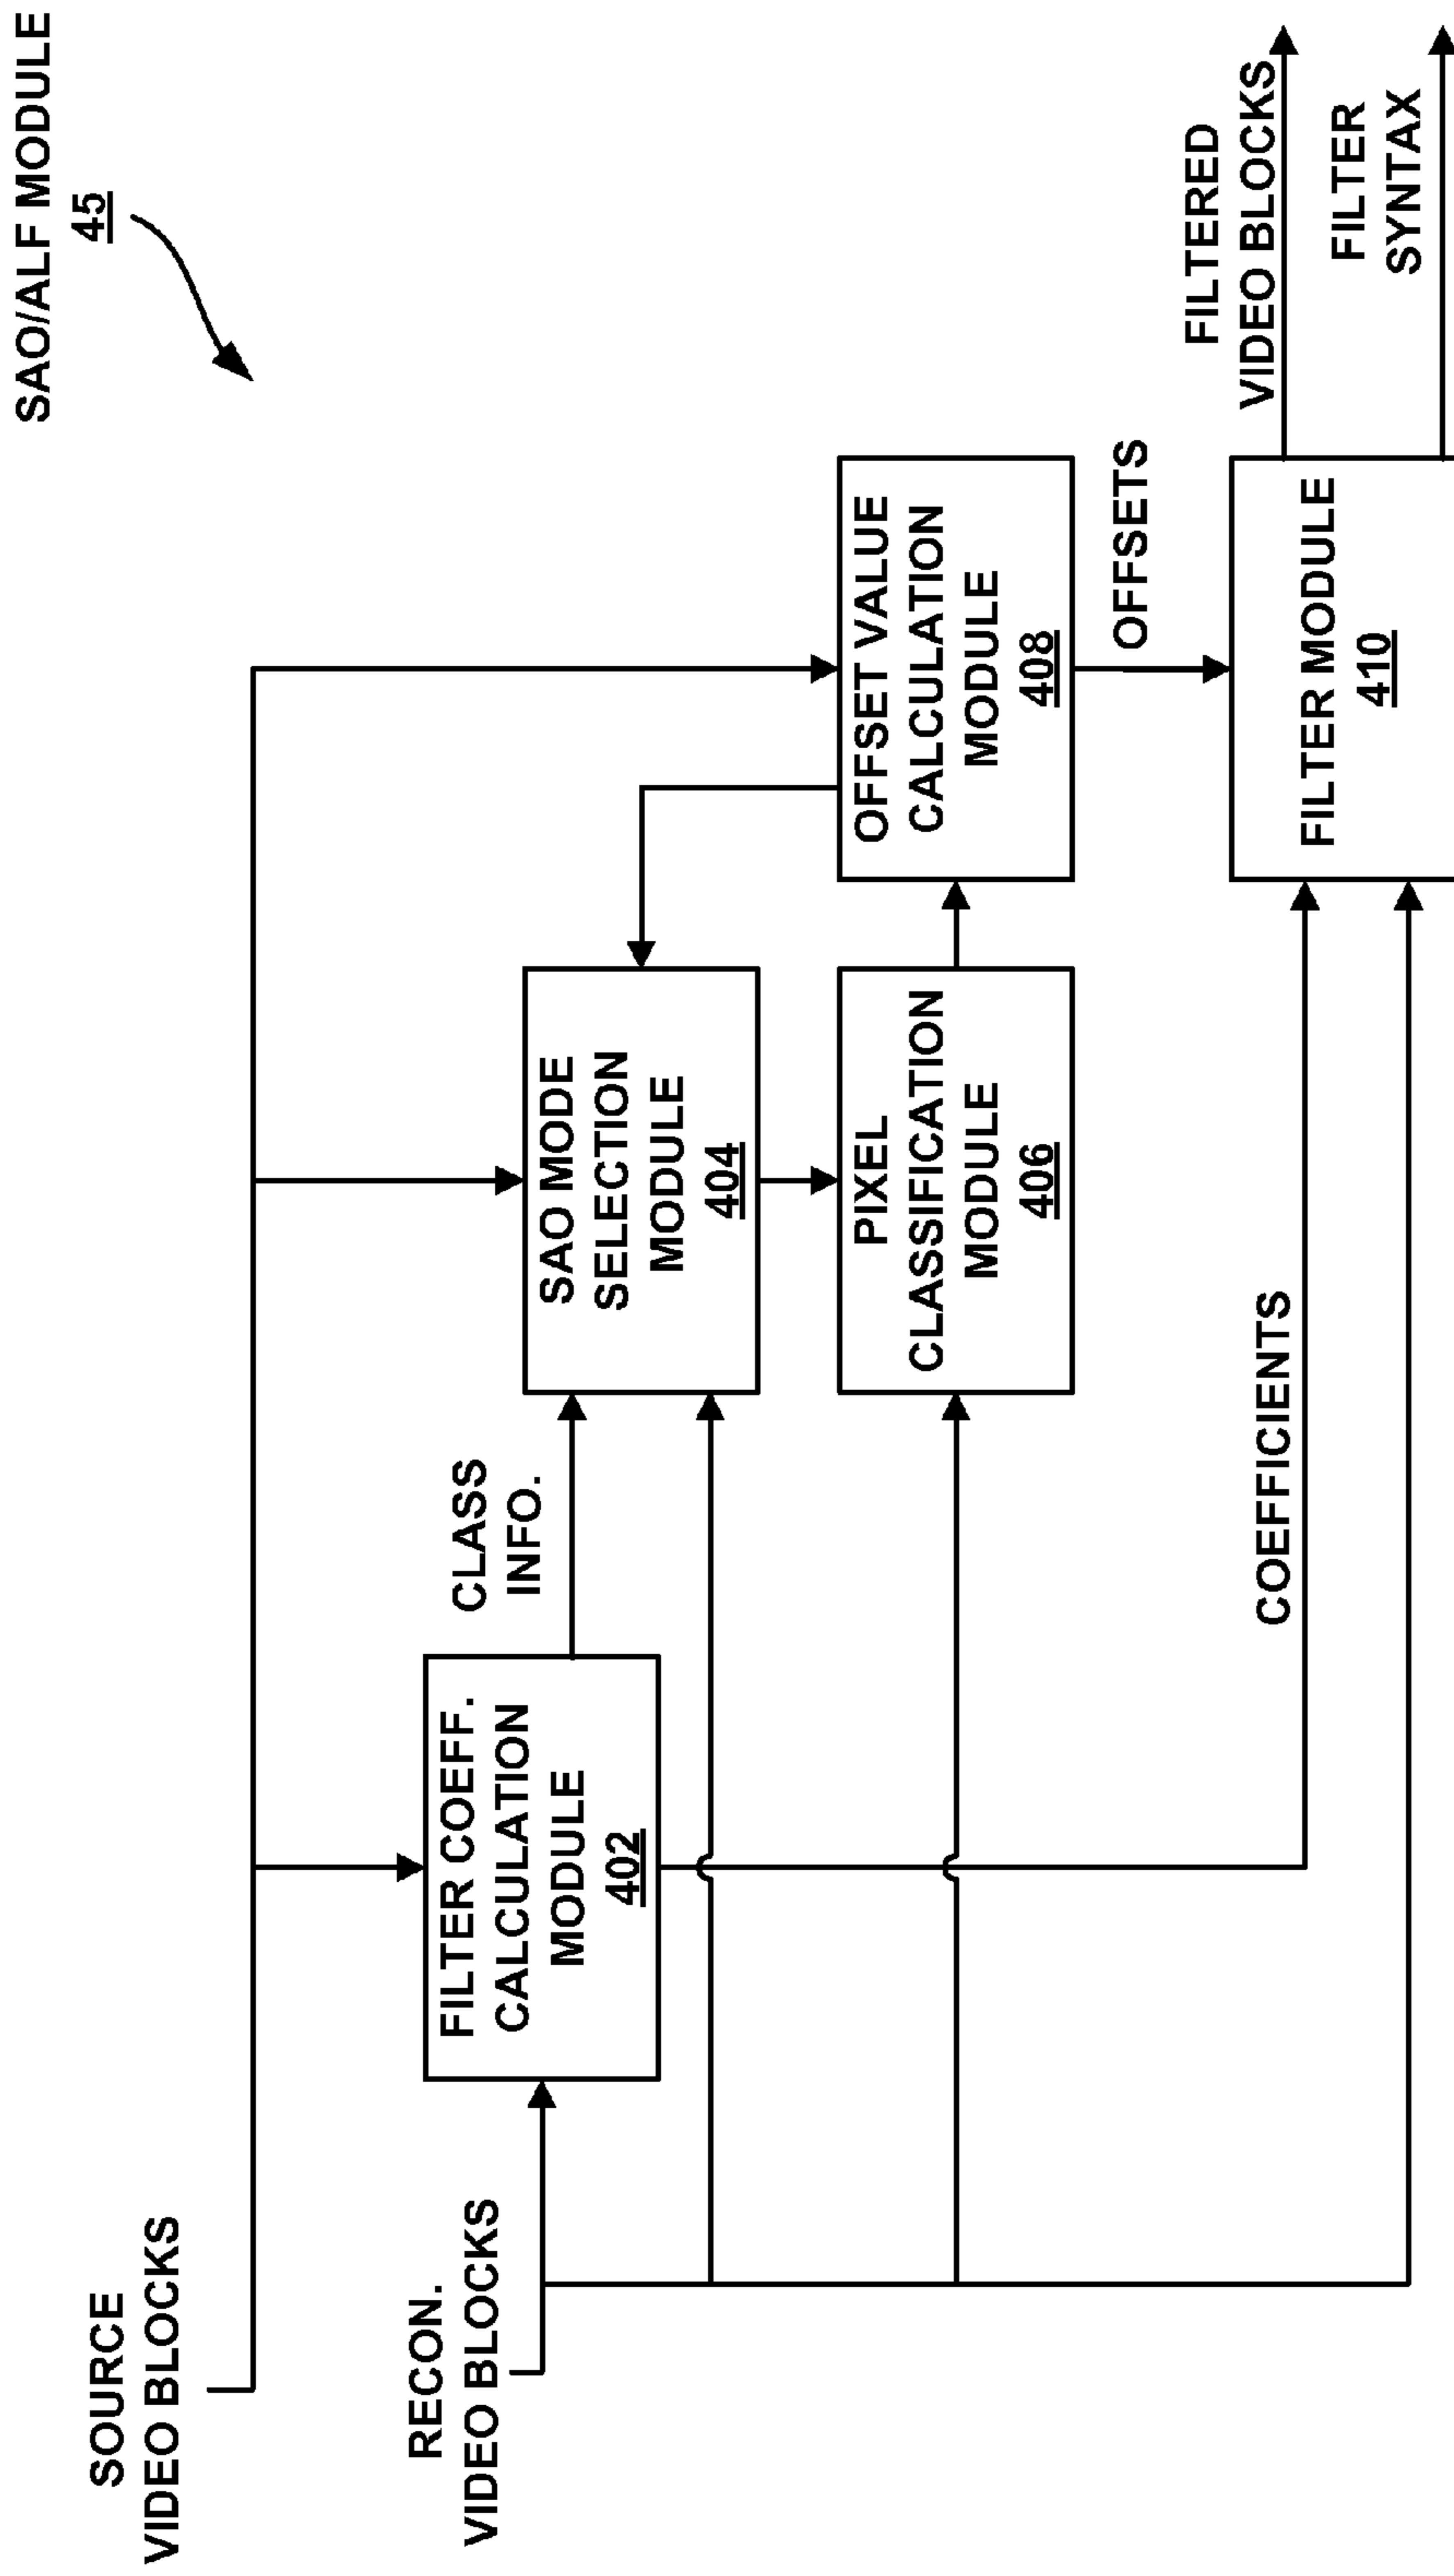 SAO/ALF MODULE
45
SOURCE
VIDEO BLOCKS
RECON.
VIDEO BLOCKS
FILTER COEFF.
CALCULATION
MODULE
402
CLASS
INFO.
SAO MODE
SELECTION
MODULE
404
PIXEL
CLASSIFICATION
MODULE
406
OFFSET VALUE
CALCULATION
MODULE
408
OFFSETS
COEFFICIENTS
FILTER MODULE
410
FILTERED
VIDEO BLOCKS
FILTER
SYNTAX